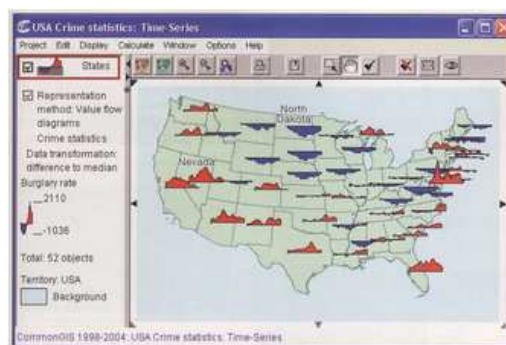 USA Crime statistics: Time-Series
Project Edit Display Calculate Window Options Help
States
Representation
method: Value flow
diagrams
Crime statistics
Data transformation:
difference to median
Burglary rate
2110
-1036
Total: 52 objects
Territory: USA
Background
North
Dakota
Nevada
CommonGIS 1998-2004: USA Crime statistics: Time-Series